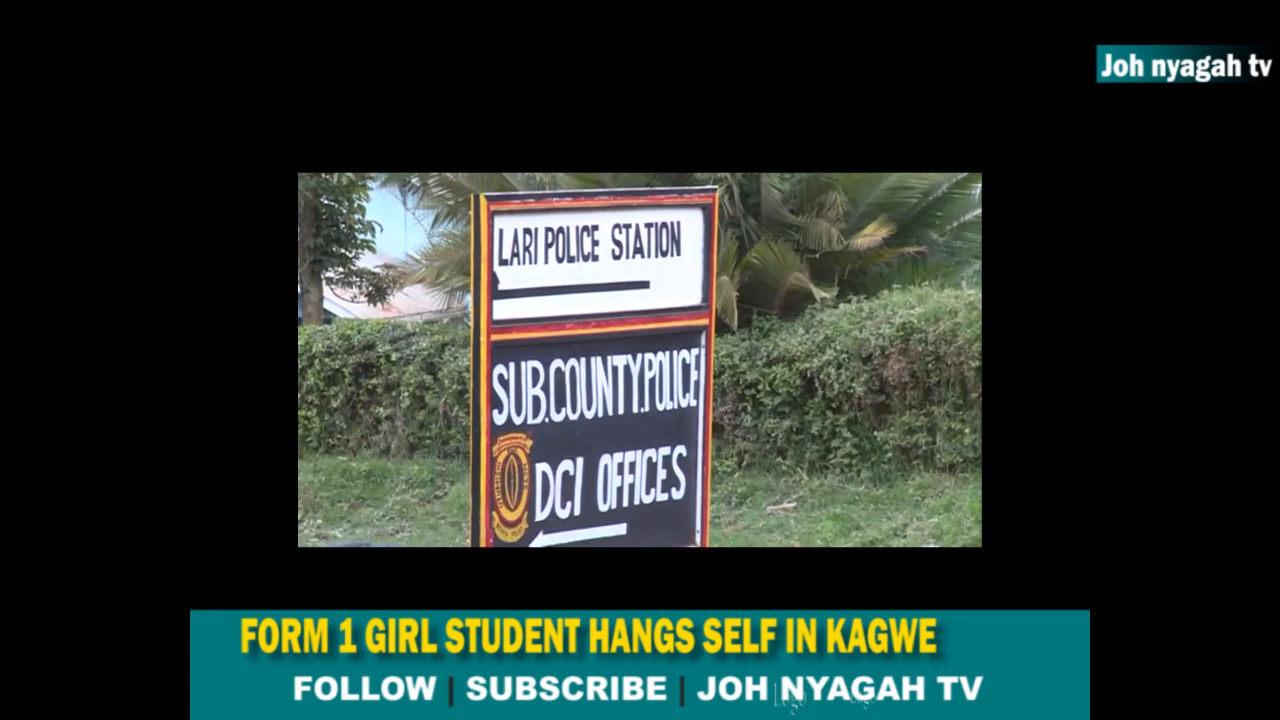 Joh nyagah tv
LARI POLICE STATION
SUB.COUNTY.POLICE
DCI OFFICES
FORM 1 GIRL STUDENT HANGS SELF IN KAGWE
FOLLOW | SUBSCRIBE | JOH NYAGAH TV